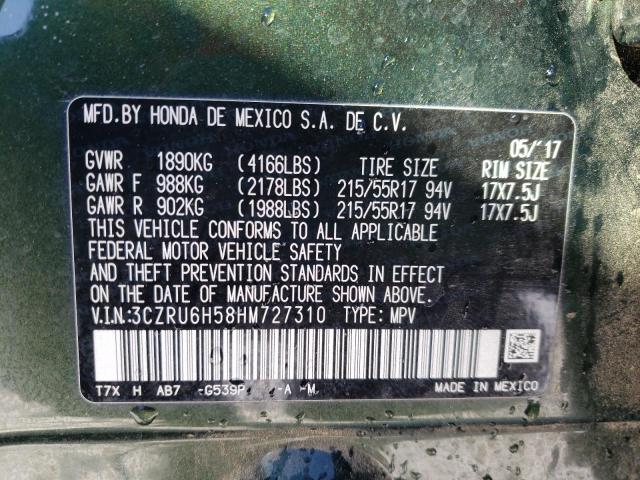 MFD.BY HONDA DE MEXICO S.A. DE C.V.
05/'17
GVWR 1890KG (4166LBS) TIRE SIZE RIM SIZE
GAWR F 988KG (2178LBS) 215/55R17 94V 17X7.5J
GAWR R 902KG (1988LBS) 215/55R17 94V 17X7.5J
THIS VEHICLE CONFORMS TO ALL APPLICABLE
FEDERAL MOTOR VEHICLE SAFETY
AND THEFT PREVENTION STANDARDS IN EFFECT
ON THE DATE OF MANUFACTURE SHOWN ABOVE.
V.I.N:3CZRU6H58HM727310 TYPE: MPV
T7X H AB7 -G539P -A -M MADE IN MEXICO